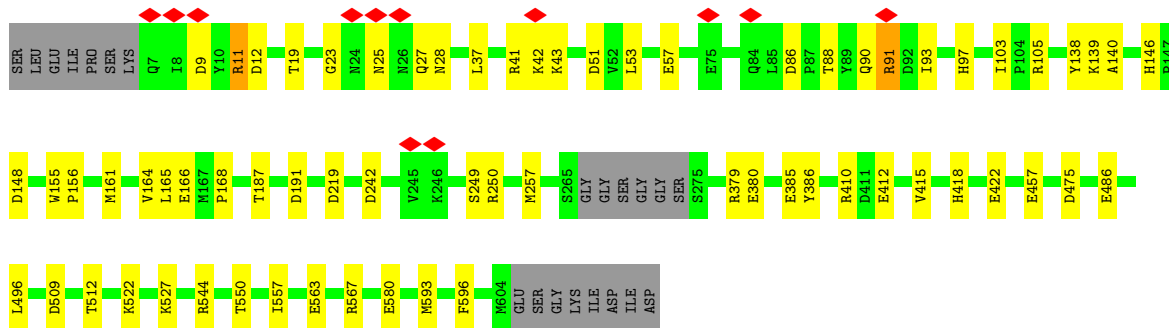 SER LEU GLU ILE PRO SER LYS Q7 I8 D9 Y10 R11 D12 T19 G23 N24 N25 N26 Q27 N28 L37 R41 K42 K43 D51 V52 L53 E57 E75 Q84 L85 D86 P87 T88 Y89 Q90 R91 D92 I93 H97 I103 P104 R105 Y138 K139 A140 H146 P147
D148 W155 P156 M161 V164 L165 E166 M167 P168 T187 D191 D219 D242 V245 K246 S249 R250 M257 S265 GLY GLY SER GLY GLY SER S275 R379 E380 E385 Y386 R410 D411 E412 V415 H418 E422 E457 D475 E486
L496 D509 T512 K522 K527 R544 T550 I557 E563 R567 E580 M593 F596 M604 GLU SER GLY LYS ILE ASP ILE ASP